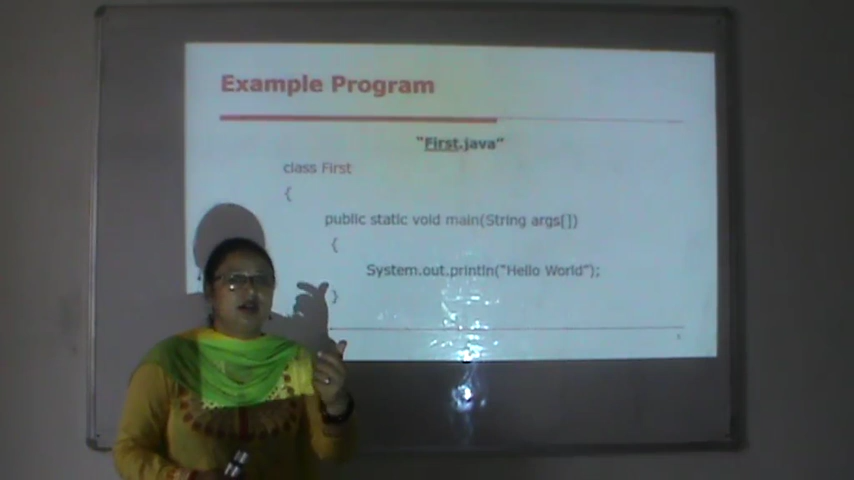 Example Program
"First.java"
class First
{
public static void main(String args[])
{
System.out.println("Hello World");
}